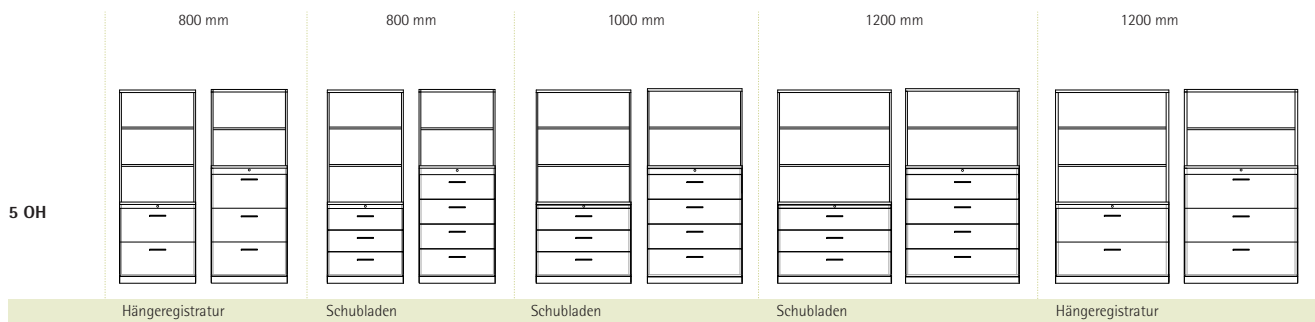 800 mm 800 mm 1000 mm 1200 mm 1200 mm
5 OH
Hängeregistratur Schubladen Schubladen Schubladen Hängeregistratur